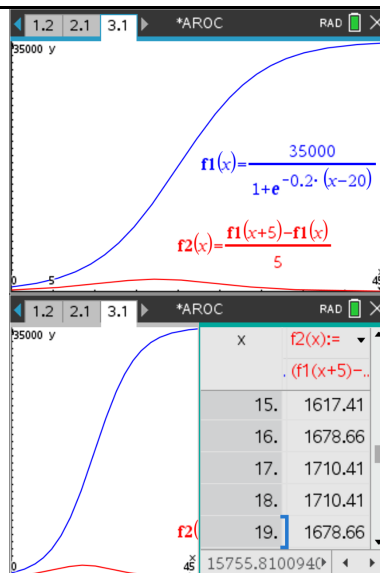 1.2 2.1 3.1 *AROC RAD
35000 y
f1(x)=35000/(1+e^-0.2·(x-20))
f2(x)=(f1(x+5)-f1(x))/5
0 5 45
1.2 2.1 3.1 *AROC RAD
35000 y
x f2(x):=
(f1(x+5)-..
15. 1617.41
16. 1678.66
17. 1710.41
18. 1710.41
19. 1678.66
f2(
x
0 45
15755.810094